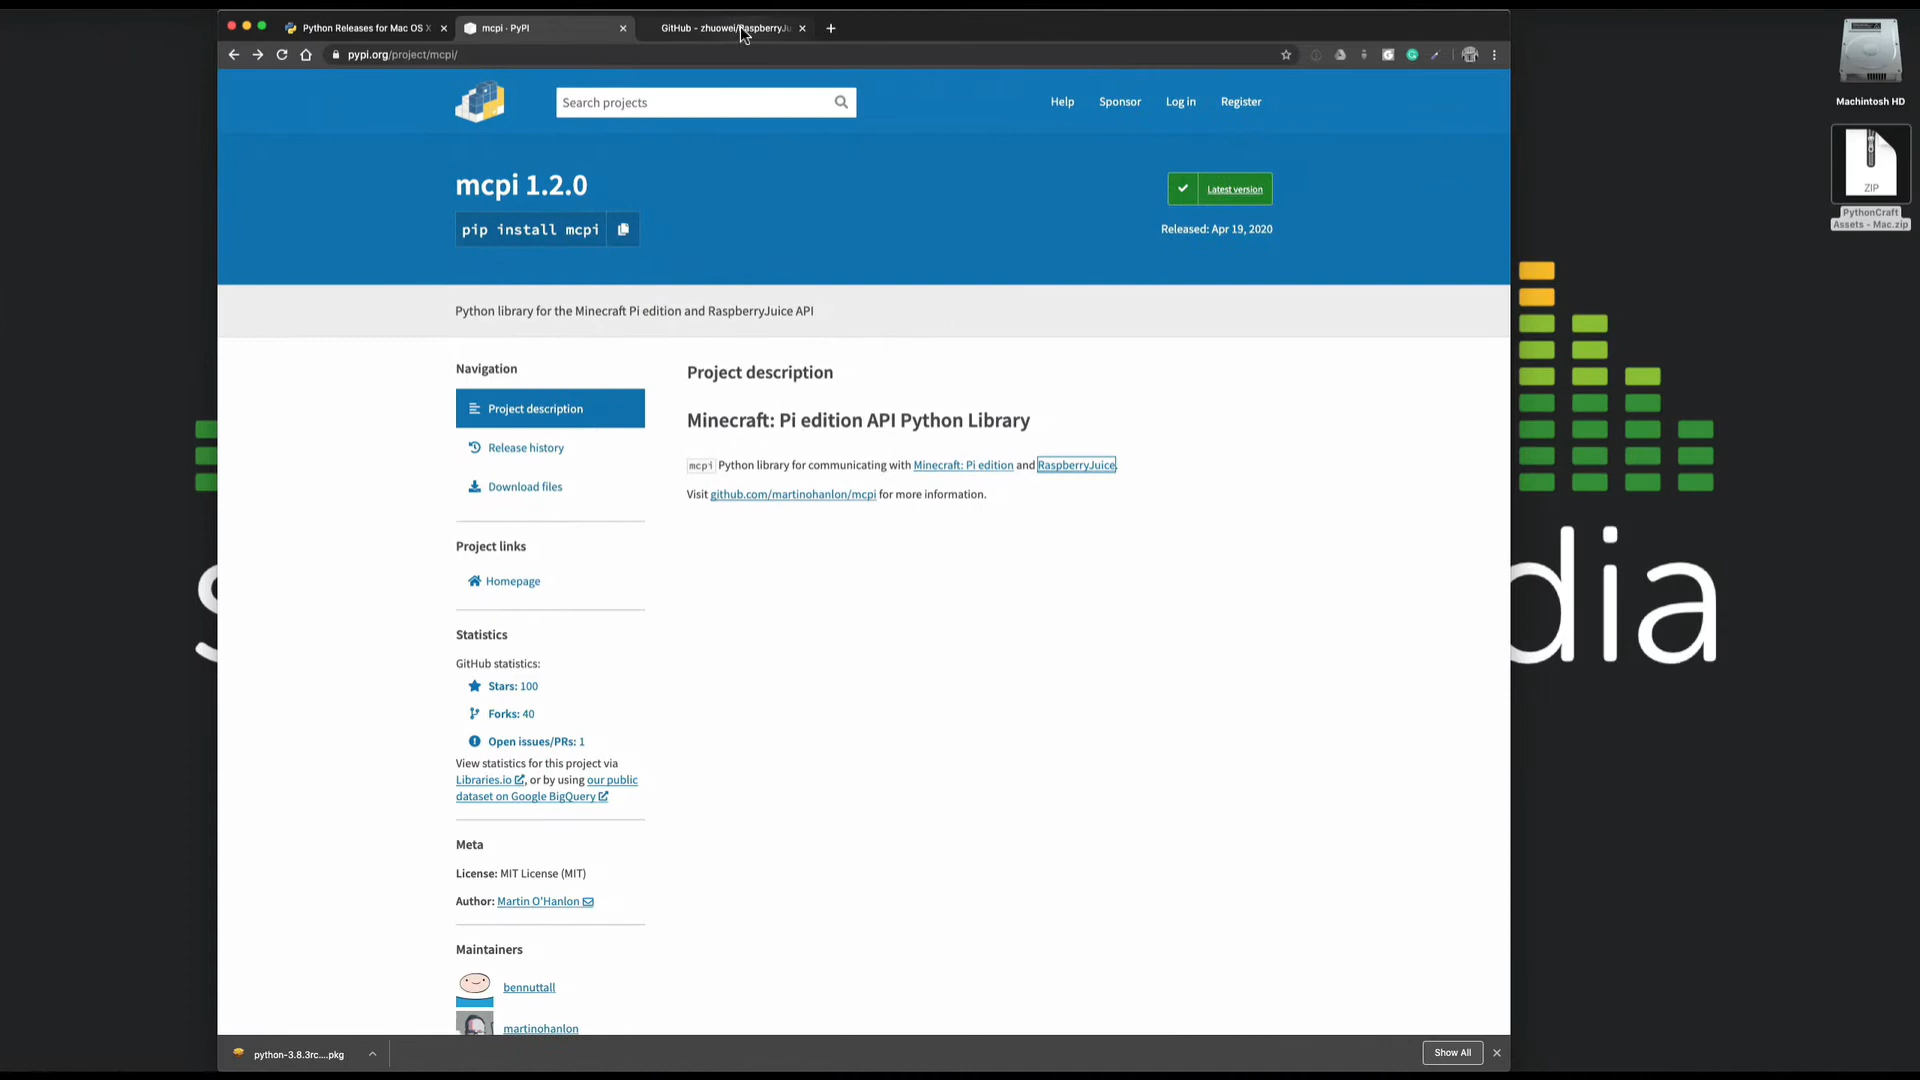 Python Releases for Mac OS X
mcpi · PyPI
GitHub - zhuowei/RaspberryJu
pypi.org/project/mcpi/
Machintosh HD
ZIP
PythonCraft
Assets - Mac.zip
Search projects
Help
Sponsor
Log in
Register
mcpi 1.2.0
pip install mcpi
Latest version
Released: Apr 19, 2020
Python library for the Minecraft Pi edition and RaspberryJuice API
Navigation
Project description
Release history
Download files
Project links
Homepage
Statistics
GitHub statistics:
Stars: 100
Forks: 40
Open issues/PRs: 1
View statistics for this project via
Libraries.io, or by using our public
dataset on Google BigQuery
Meta
License: MIT License (MIT)
Author: Martin O'Hanlon
Maintainers
bennuttall
martinohanlon
Project description
Minecraft: Pi edition API Python Library
mcpi Python library for communicating with Minecraft: Pi edition and RaspberryJuice.
Visit github.com/martinohanlon/mcpi for more information.
s
dia
python-3.8.3rc....pkg
Show All